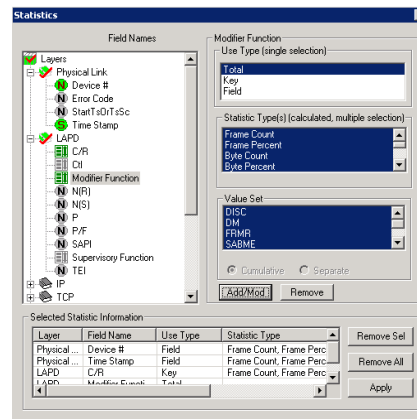 Statistics
Field Names
Layers
Physical Link
Device #
Error Code
StartTsOrTsSc
Time Stamp
LAPD
C/R
Ctl
Modifier Function
N(R)
N(S)
P
P/F
SAPI
Supervisory Function
TEI
IP
TCP
Modifier Function
Use Type (single selection)
Total
Key
Field
Statistic Type(s) (calculated, multiple selection)
Frame Count
Frame Percent
Byte Count
Byte Percent
Value Set
DISC
DM
FRMR
SABME
Cumulative Separate
Add/Mod Remove
Selected Statistic Information
Layer Field Name Use Type Statistic Type
Physical ... Device # Field Frame Count, Frame Perc
Physical ... Time Stamp Field Frame Count, Frame Perc
LAPD C/R Key Frame Count, Frame Perc
LAPD Modifier Functi Total
Remove Sel
Remove All
Apply